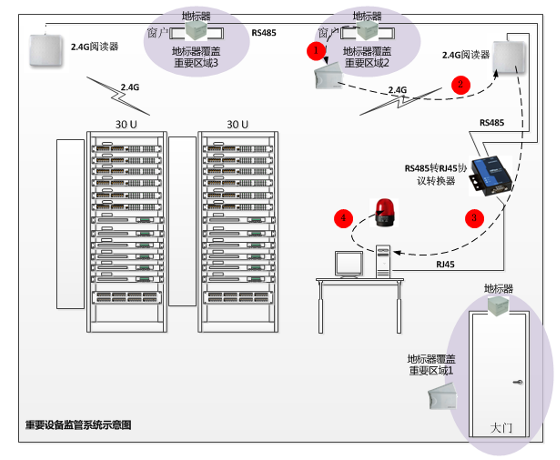 地标器
窗户
RS485
地标器覆盖
重要区域3
地标器
窗户
地标器覆盖
重要区域2
2.4G阅读器
2.4G阅读器
1
2
2.4G
2.4G
RS485
30 U
30 U
RS485转RJ45协
议转换器
3
4
RJ45
地标器
地标器覆盖
重要区域1
大门
重要设备监管系统示意图